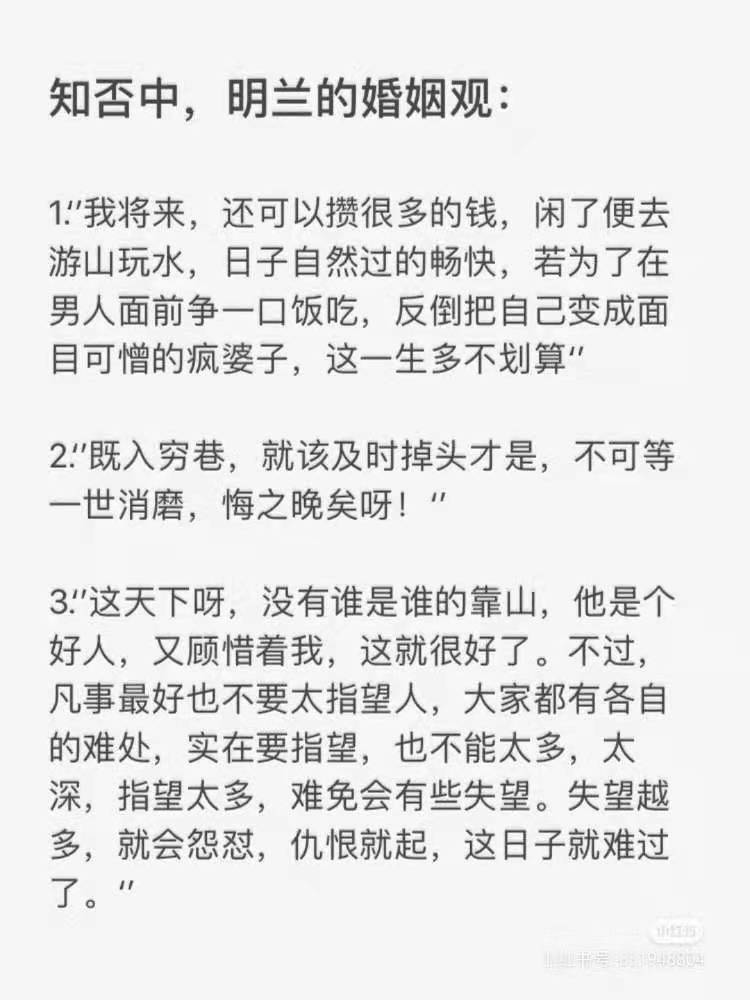 知否中，明兰的婚姻观：
1.“我将来，还可以攒很多的钱，闲了便去
游山玩水，日子自然过的畅快，若为了在
男人面前争一口饭吃，反倒把自己变成面
目可憎的疯婆子，这一生多不划算“
2.“既入穷巷，就该及时掉头才是，不可等
一世消磨，悔之晚矣呀！“
3.“这天下呀，没有谁是谁的靠山，他是个
好人，又顾惜着我，这就很好了。不过，
凡事最好也不要太指望人，大家都有各自
的难处，实在要指望，也不能太多，太
深，指望太多，难免会有些失望。失望越
多，就会怨怼，仇恨就起，这日子就难过
了。“
小红书